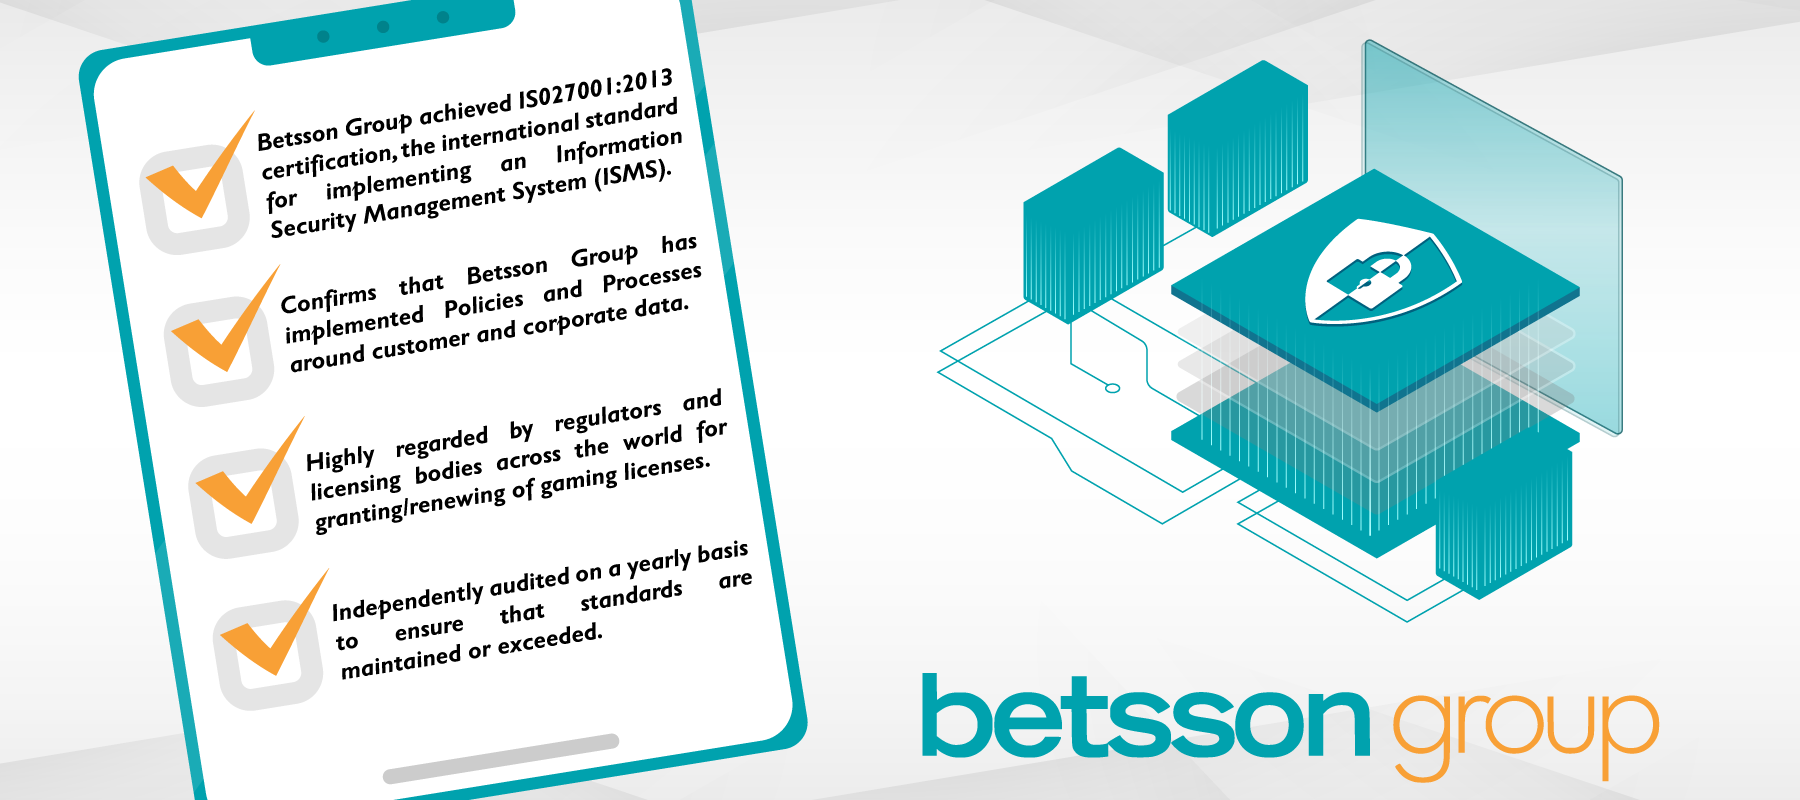 Betsson Group achieved IS027001:2013
certification, the international standard
for implementing an Information
Security Management System (ISMS).
Confirms that Betsson Group has
implemented Policies and Processes
around customer and corporate data.
Highly regarded by regulators and
licensing bodies across the world for
granting/renewing of gaming licenses.
Independently audited on a yearly basis
to ensure that standards are
maintained or exceeded.
betsson group